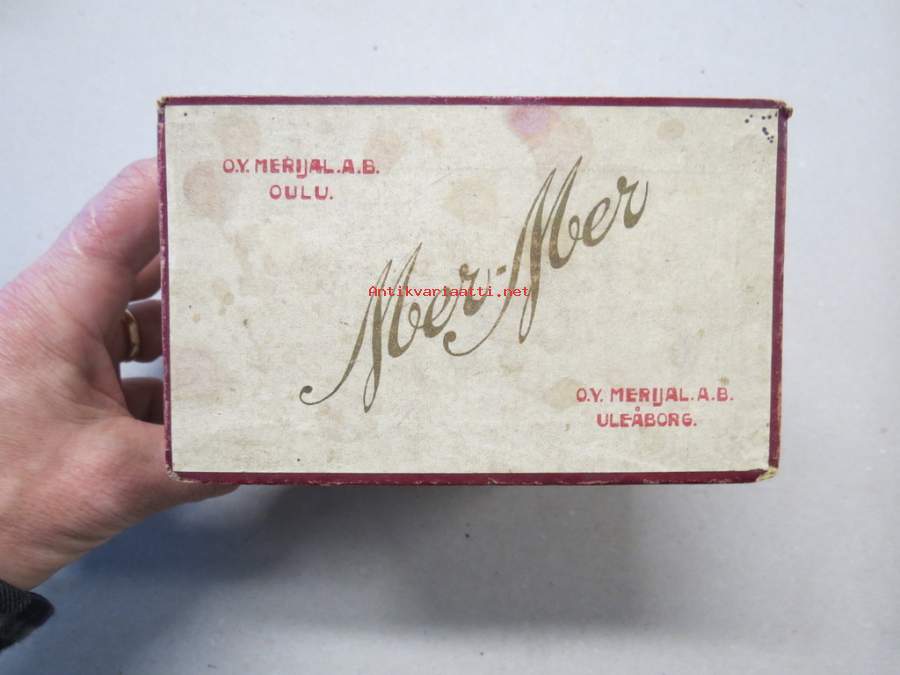 O.Y. MERIJAL.A.B.
OULU.
Mer-Mer
Antikvariaatti.net
O.Y. MERIJAL.A.B.
ULEÅBORG.